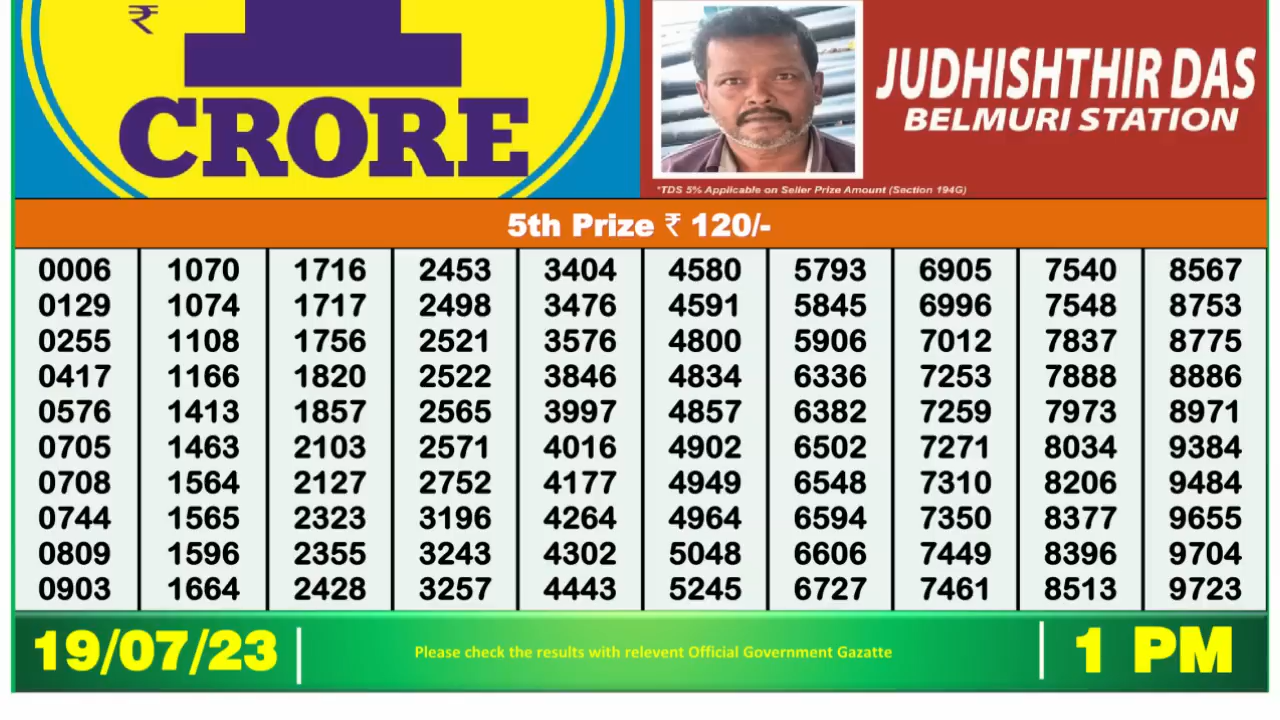 ₹ 1
CRORE
JUDHISHTHIR DAS
BELMURI STATION
*TDS 5% Applicable on Seller Prize Amount (Section 194G)
5th Prize ₹ 120/-
0006 1070 1716 2453 3404 4580 5793 6905 7540 8567
0129 1074 1717 2498 3476 4591 5845 6996 7548 8753
0255 1108 1756 2521 3576 4800 5906 7012 7837 8775
0417 1166 1820 2522 3846 4834 6336 7253 7888 8886
0576 1413 1857 2565 3997 4857 6382 7259 7973 8971
0705 1463 2103 2571 4016 4902 6502 7271 8034 9384
0708 1564 2127 2752 4177 4949 6548 7310 8206 9484
0744 1565 2323 3196 4264 4964 6594 7350 8377 9655
0809 1596 2355 3243 4302 5048 6606 7449 8396 9704
0903 1664 2428 3257 4443 5245 6727 7461 8513 9723
19/07/23
Please check the results with relevent Official Government Gazatte
1 PM